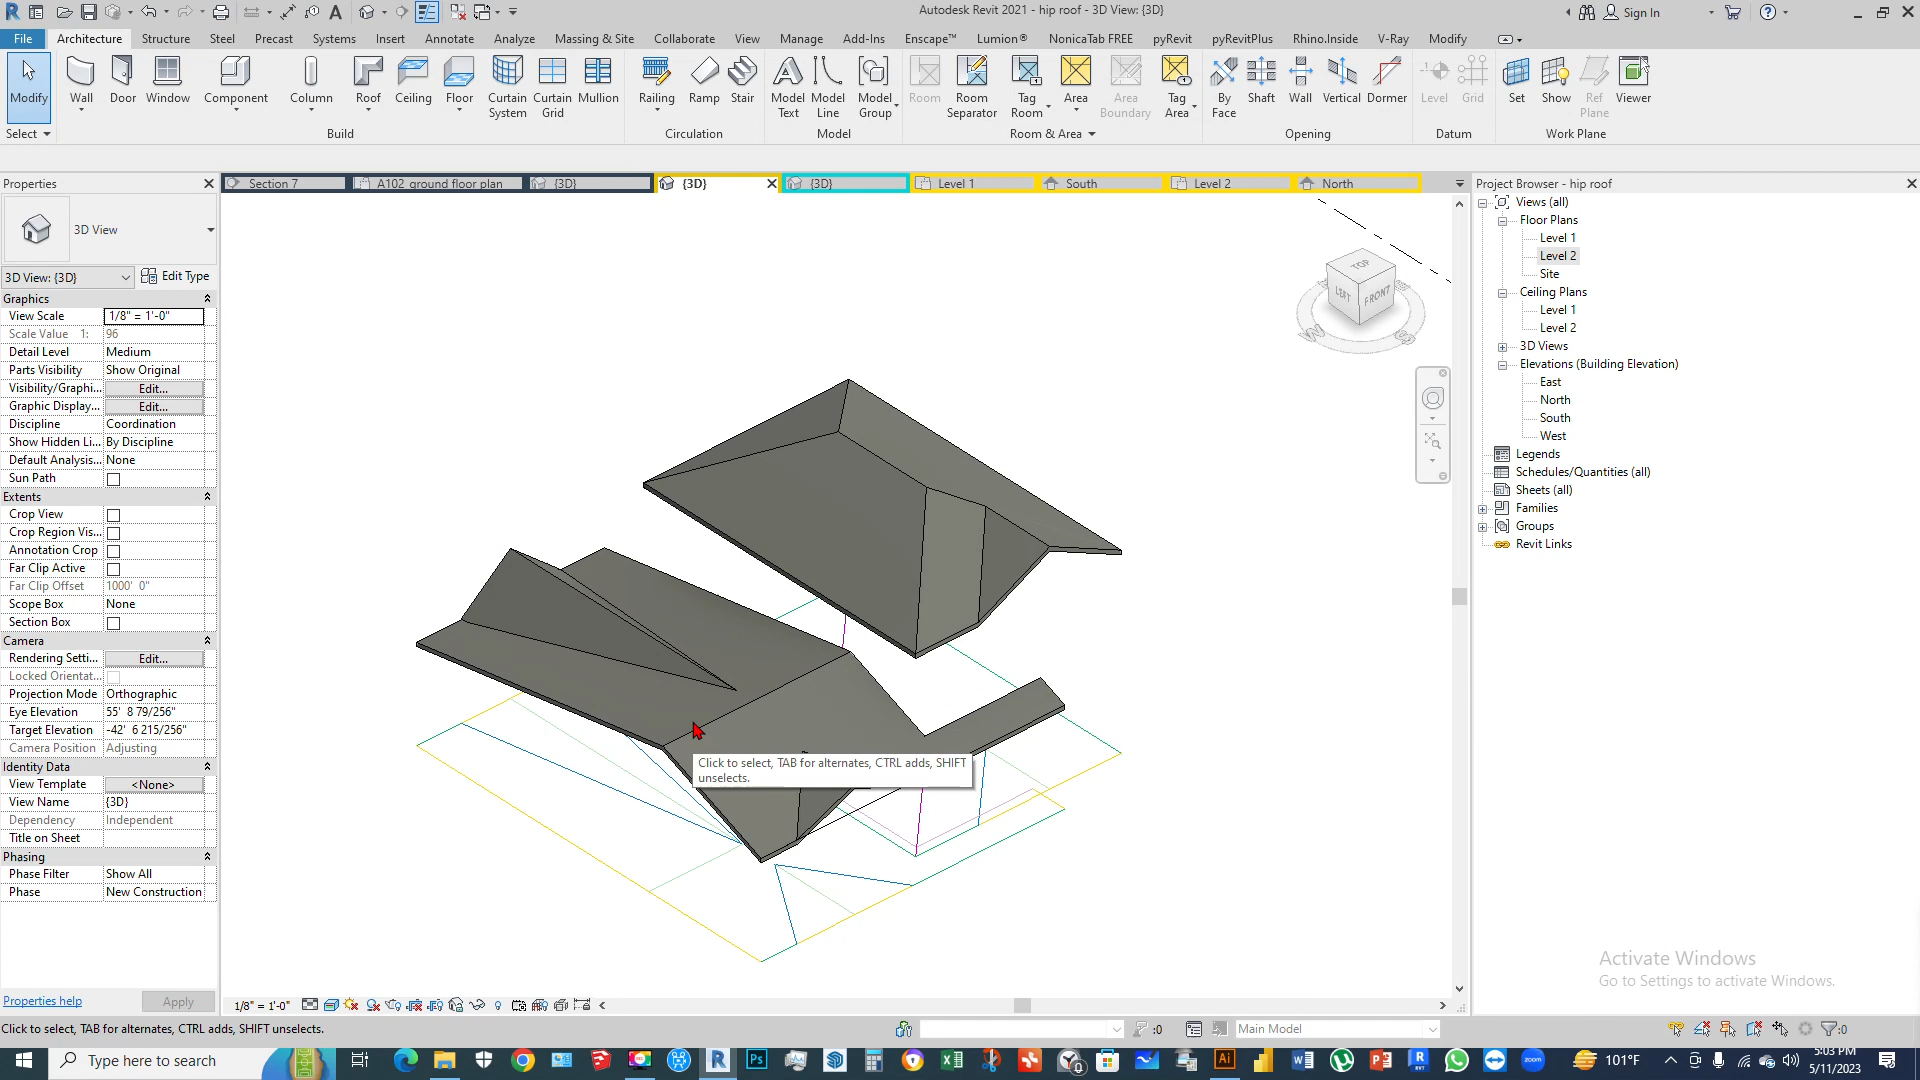 Autodesk Revit 2021 - hip roof - 3D View: {3D}
Sign In
File Architecture Structure Steel Precast Systems Insert Annotate Analyze Massing & Site Collaborate View Manage Add-Ins Enscape™ Lumion® NonicaTab FREE pyRevit pyRevitPlus Rhino.Inside V-Ray Modify
Modify Wall Door Window Component Column Roof Ceiling Floor Curtain System Curtain Grid Mullion Railing Ramp Stair Model Text Model Line Model Group Room Room Separator Tag Room Area Area Boundary Tag Area By Face Shaft Wall Vertical Dormer Level Grid Set Show Ref Plane Viewer
Select Build Circulation Model Room & Area Opening Datum Work Plane
Properties
Section 7 A102 ground floor plan {3D} {3D} {3D} Level 1 South Level 2 North
Project Browser - hip roof
3D View
3D View: {3D} Edit Type
Graphics
View Scale 1/8" = 1'-0"
Scale Value 1: 96
Detail Level Medium
Parts Visibility Show Original
Visibility/Graphi... Edit...
Graphic Display... Edit...
Discipline Coordination
Show Hidden Li... By Discipline
Default Analysis... None
Sun Path
Extents
Crop View
Crop Region Vis...
Annotation Crop
Far Clip Active
Far Clip Offset 1000' 0"
Scope Box None
Section Box
Camera
Rendering Setti... Edit...
Locked Orientat...
Projection Mode Orthographic
Eye Elevation 55' 8 79/256"
Target Elevation -42' 6 215/256"
Camera Position Adjusting
Identity Data
View Template <None>
View Name {3D}
Dependency Independent
Title on Sheet
Phasing
Phase Filter Show All
Phase New Construction
Properties help Apply
TOP
LEFT FRONT
W S
Click to select, TAB for alternates, CTRL adds, SHIFT
unselects.
Views (all)
Floor Plans
Level 1
Level 2
Site
Ceiling Plans
Level 1
Level 2
3D Views
Elevations (Building Elevation)
East
North
South
West
Legends
Schedules/Quantities (all)
Sheets (all)
Families
Groups
Revit Links
Activate Windows
Go to Settings to activate Windows.
1/8" = 1'-0"
Click to select, TAB for alternates, CTRL adds, SHIFT unselects.
:0 Main Model :0
Type here to search
101°F
5:03 PM
5/11/2023